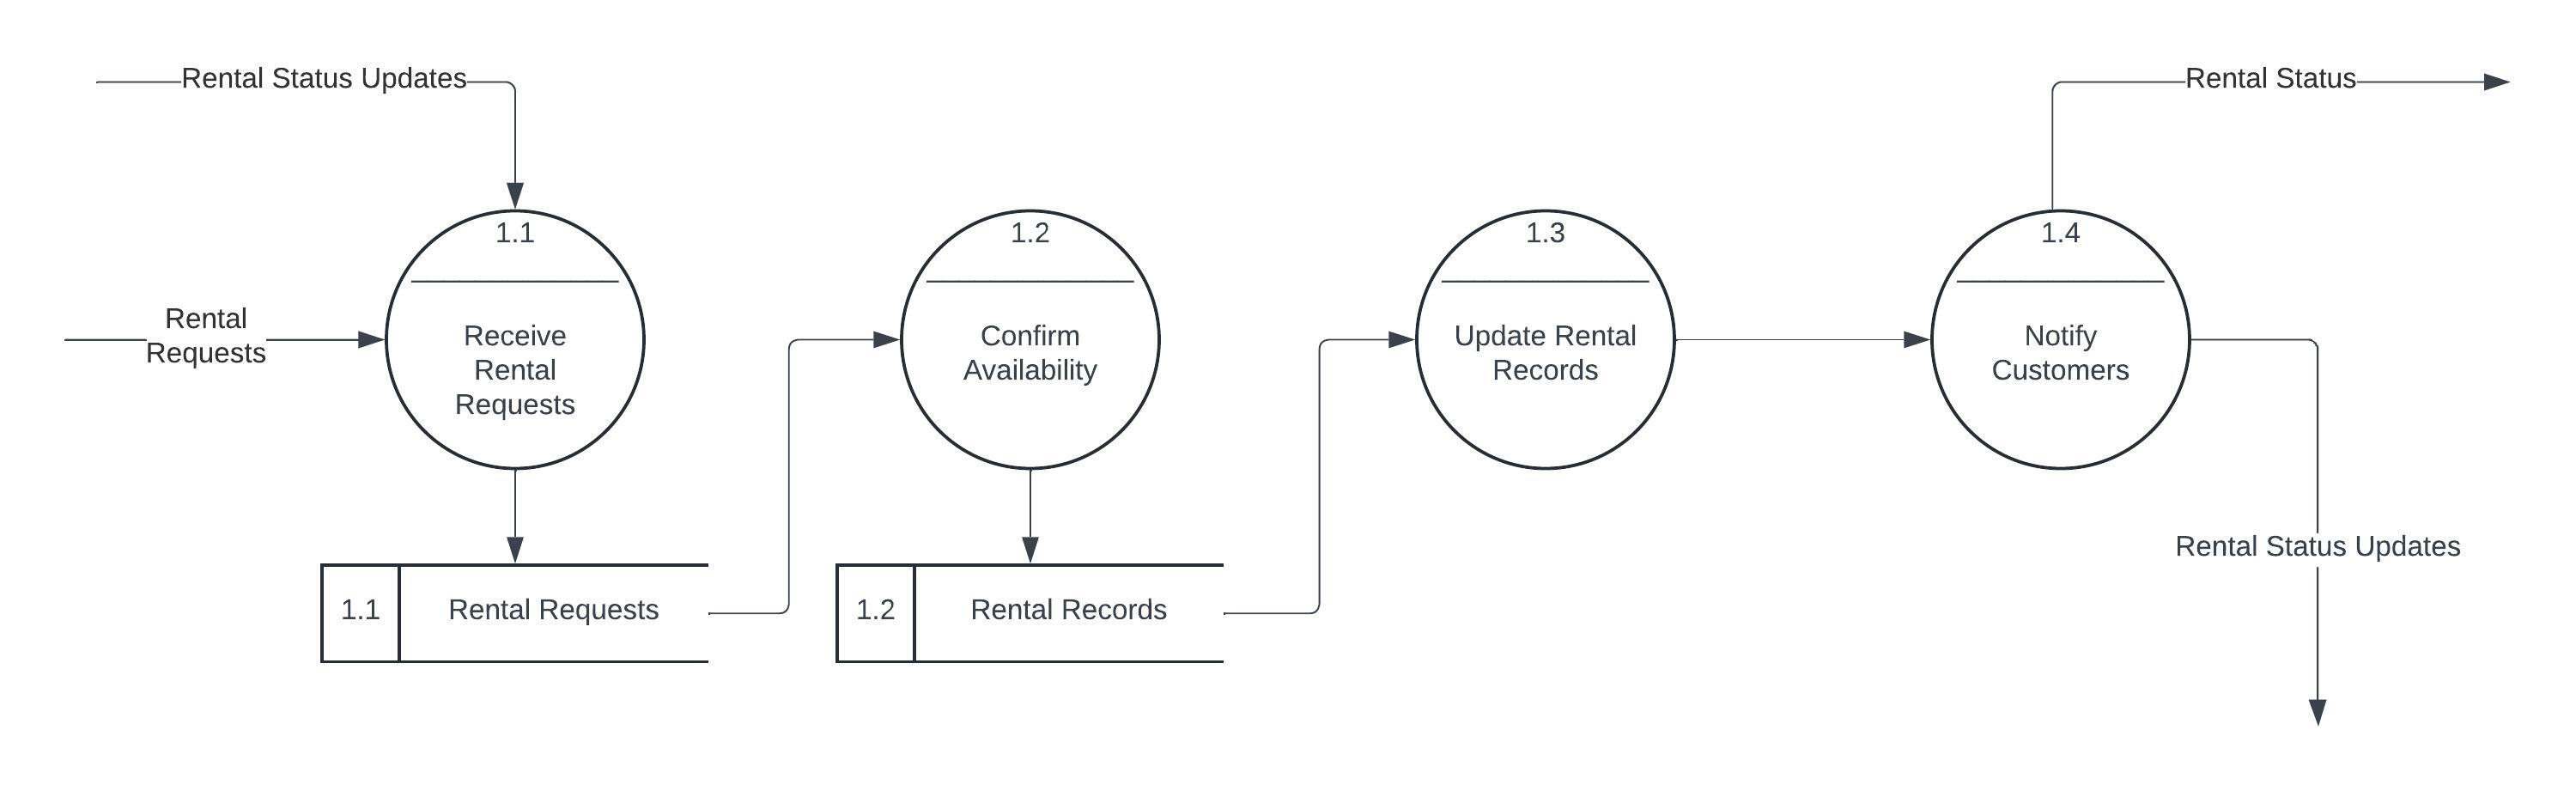 Rental Status Updates
Rental Status
1.1
1.2
1.3
1.4
Rental
Requests
Receive
Rental
Requests
Confirm
Availability
Update Rental
Records
Notify
Customers
Rental Status Updates
1.1
Rental Requests
1.2
Rental Records